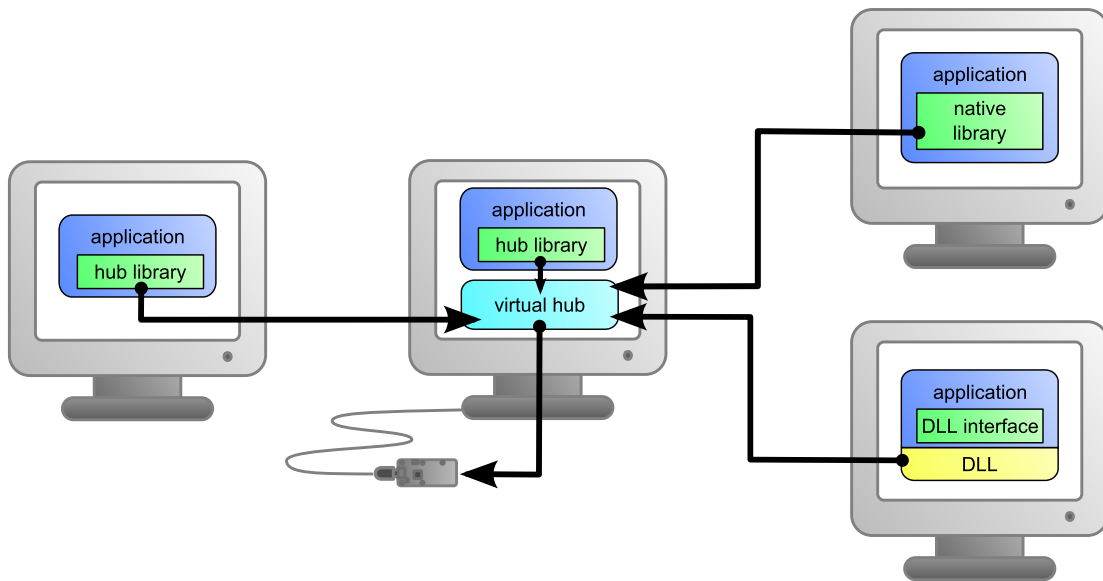 application
hub library
application
hub library
virtual hub
application
native
library
application
DLL interface
DLL